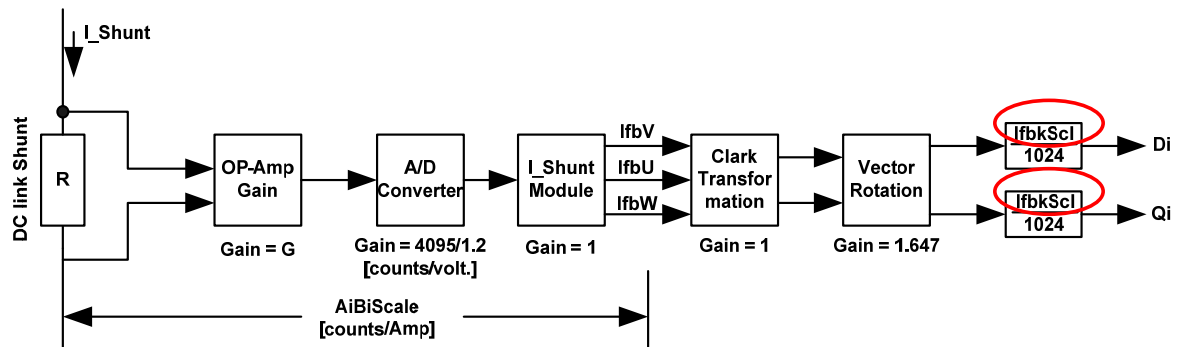 I_Shunt
DC link Shunt
R
OP-Amp
Gain
Gain = G
A/D
Converter
Gain = 4095/1.2
[counts/volt.]
I_Shunt
Module
Gain = 1
IfbV
IfbU
IfbW
Clark
Transfor
mation
Gain = 1
Vector
Rotation
Gain = 1.647
IfbkScl
1024
Di
IfbkScl
1024
Qi
AiBiScale
[counts/Amp]